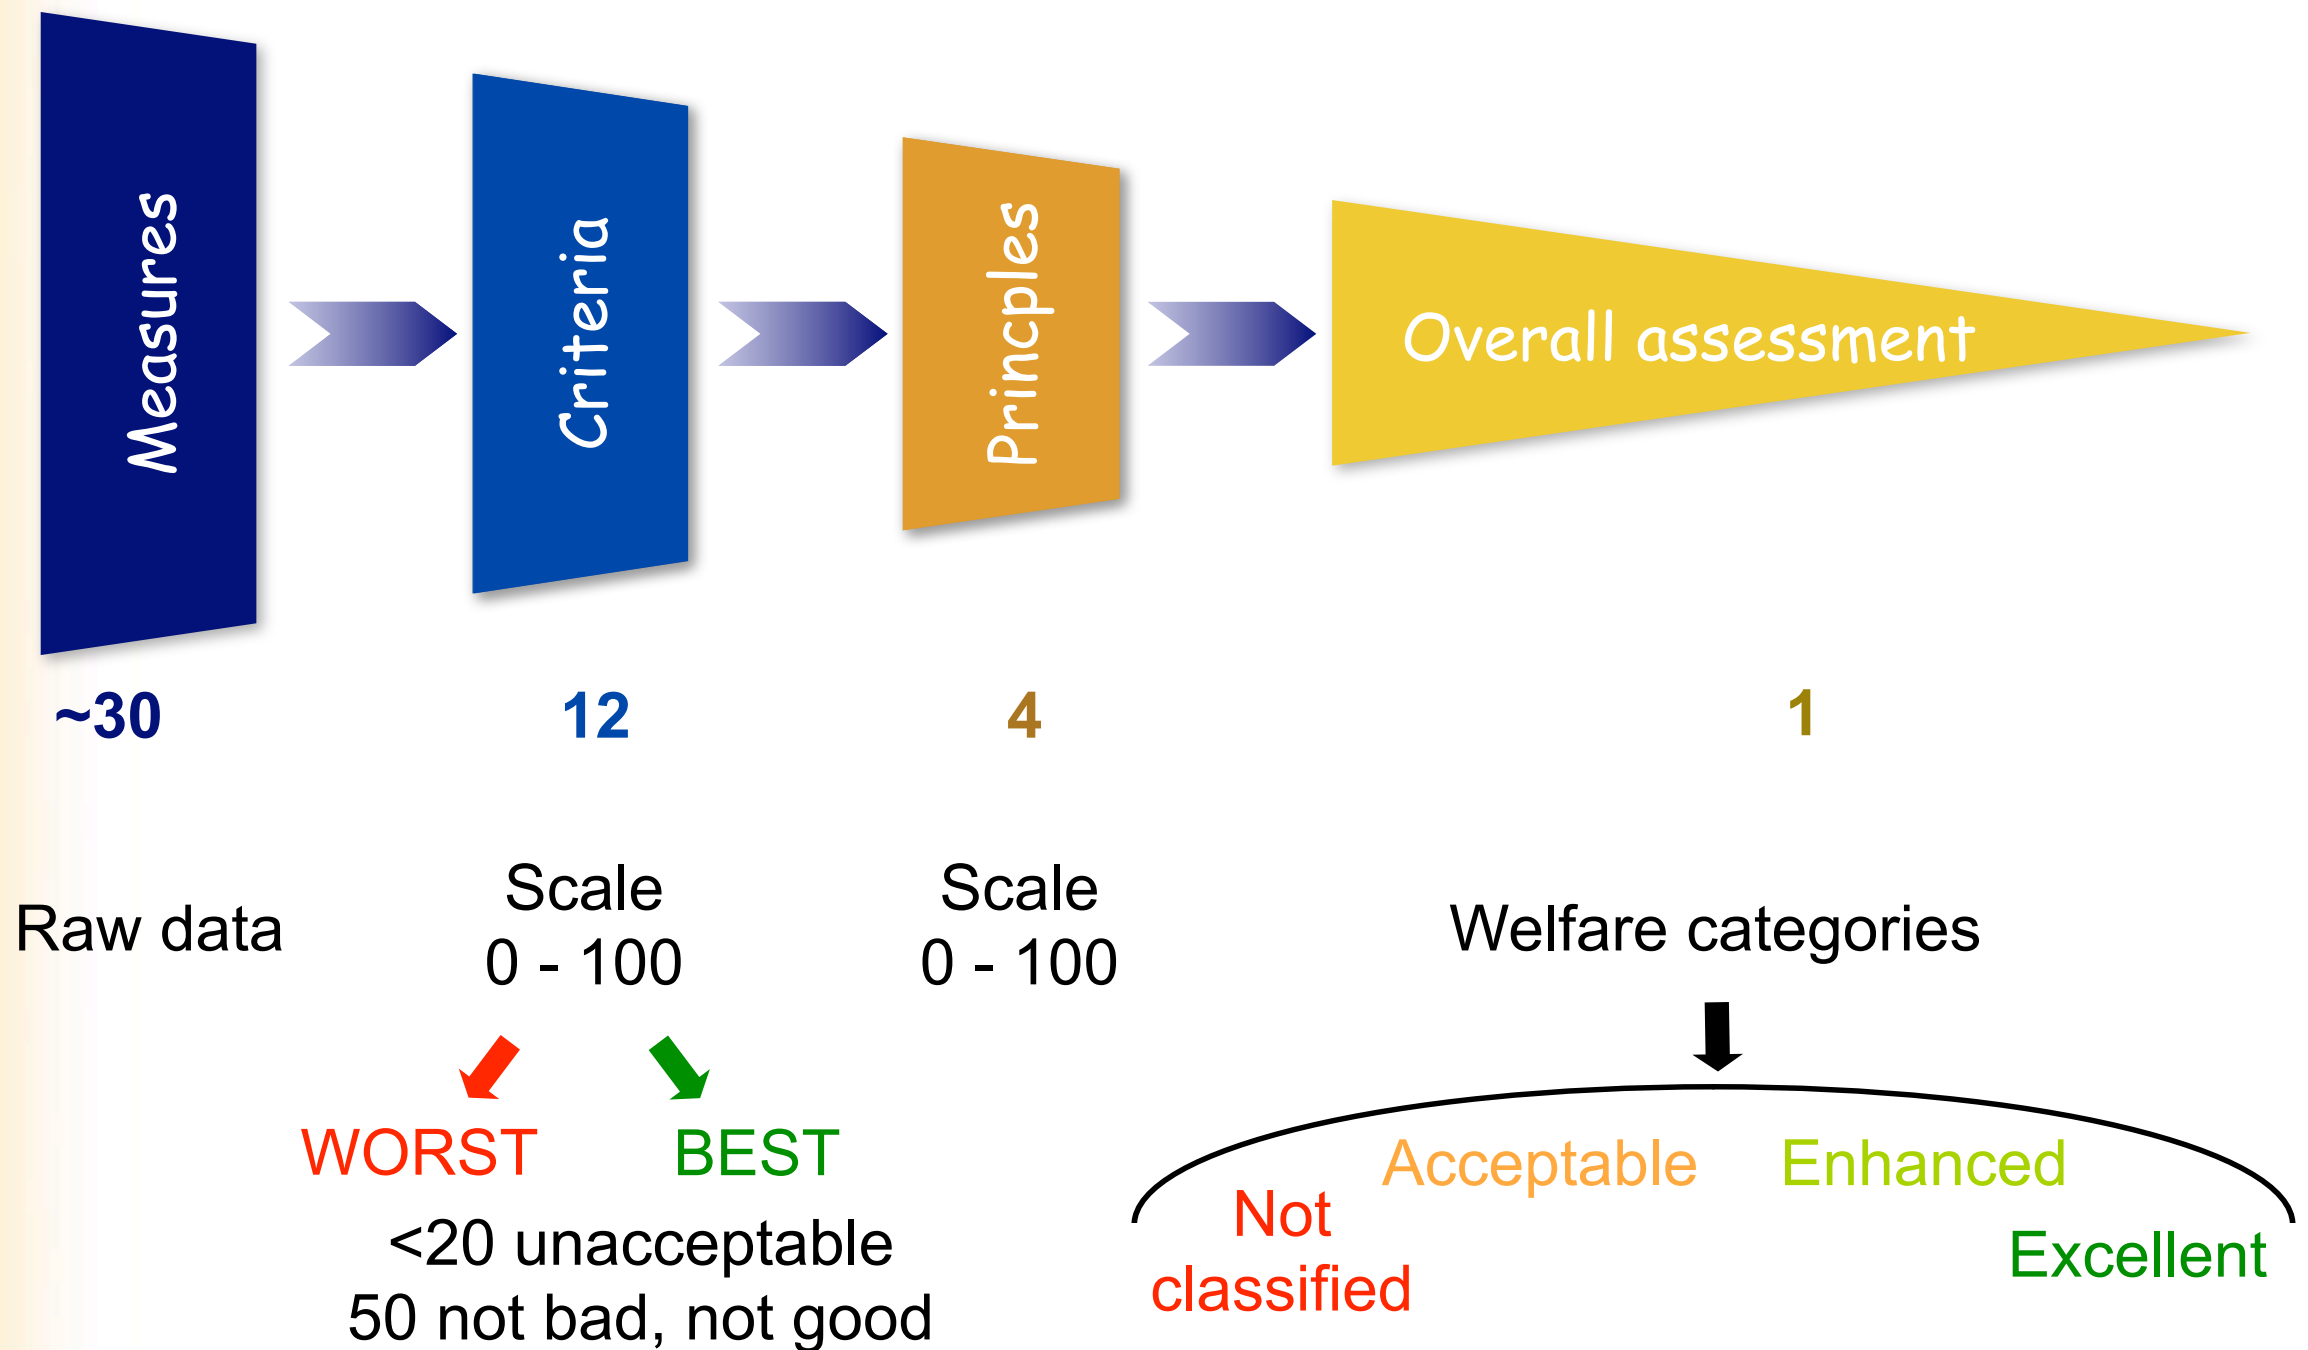 Measures
Criteria
Princples
Overall assessment
~30
12
4
1
Raw data
Scale
0 - 100
Scale
0 - 100
Welfare categories
WORST
BEST
<20 unacceptable
50 not bad, not good
Not
classified
Acceptable
Enhanced
Excellent